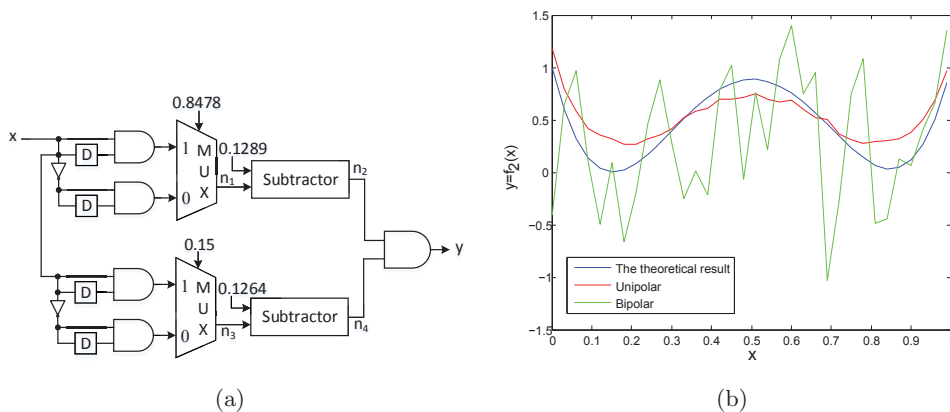 x
D
D
0.8478
1
M
U
X
0
0.1289
n1
Subtractor
n2
D
D
0.15
1
M
U
X
0
0.1264
n3
Subtractor
n4
y
(a)
1.5
1
0.5
0
−0.5
−1
−1.5
y=f2(x)
The theoretical result
Unipolar
Bipolar
0 0.1 0.2 0.3 0.4 0.5 0.6 0.7 0.8 0.9 1
x
(b)